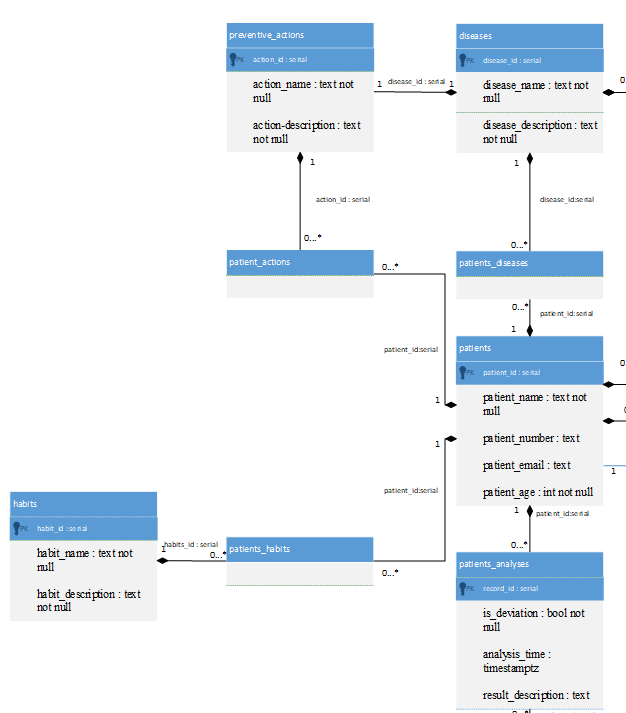 preventive_actions
PK action_id : serial
action_name : text not
null
action-description : text
not null
1 disease_id : serial 1
diseases
PK disease_id : serial
disease_name : text not
null
disease_description : text
not null
0.
1
action_id : serial
0...*
1
disease_id:serial
0...*
patient_actions
0...*
patients_diseases
0...*
patient_id:serial
1
patient_id:serial
1
patients
PK patient_id : serial
patient_name : text not
null
patient_number : text
patient_email : text
patient_age : int not null
0.
0
1
1
patient_id:serial
habits
PK habit_id : serial
habit_name : text not
null
habit_description : text
not null
1
habits_id : serial
0...*
patients_habits
0...*
1
patient_id:serial
0...*
patients_analyses
PK record_id : serial
is_deviation : bool not
null
analysis_time :
timestamptz
result_description : text
0...*